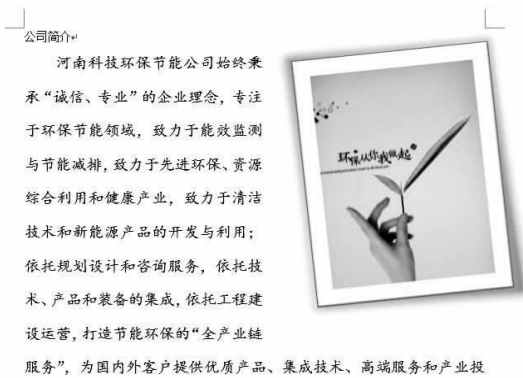 公司简介
河南科技环保节能公司始终秉
承“诚信、专业”的企业理念，专注
于环保节能领域，致力于能效监测
与节能减排，致力于先进环保、资源
综合利用和健康产业，致力于清洁
技术和新能源产品的开发与利用；
依托规划设计和咨询服务，依托技
术、产品和装备的集成，依托工程建
设运营，打造节能环保的“全产业链
服务”，为国内外客户提供优质产品、集成技术、高端服务和产业投
环保从你我做起